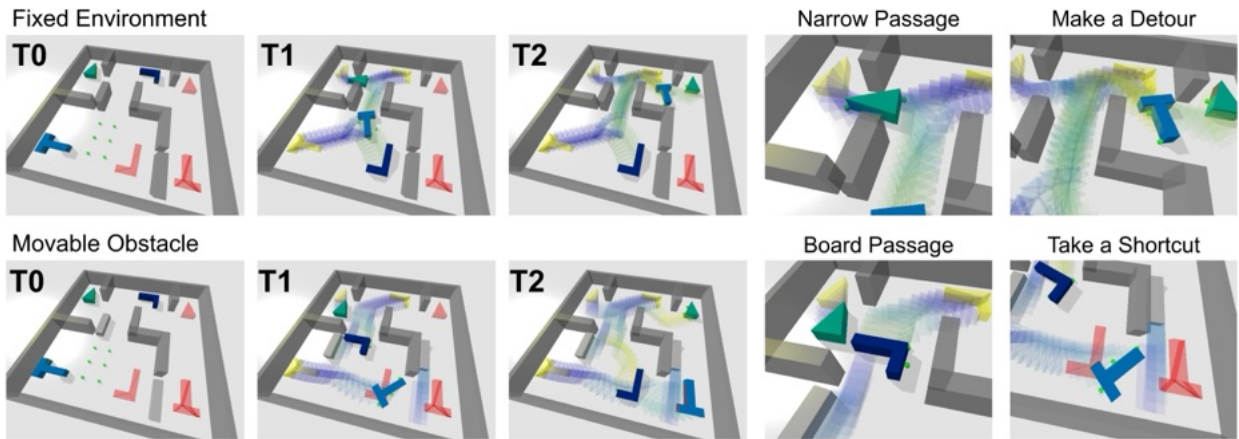 Fixed Environment
Narrow Passage
Make a Detour
T0
T1
T2
Movable Obstacle
Board Passage
Take a Shortcut
T0
T1
T2